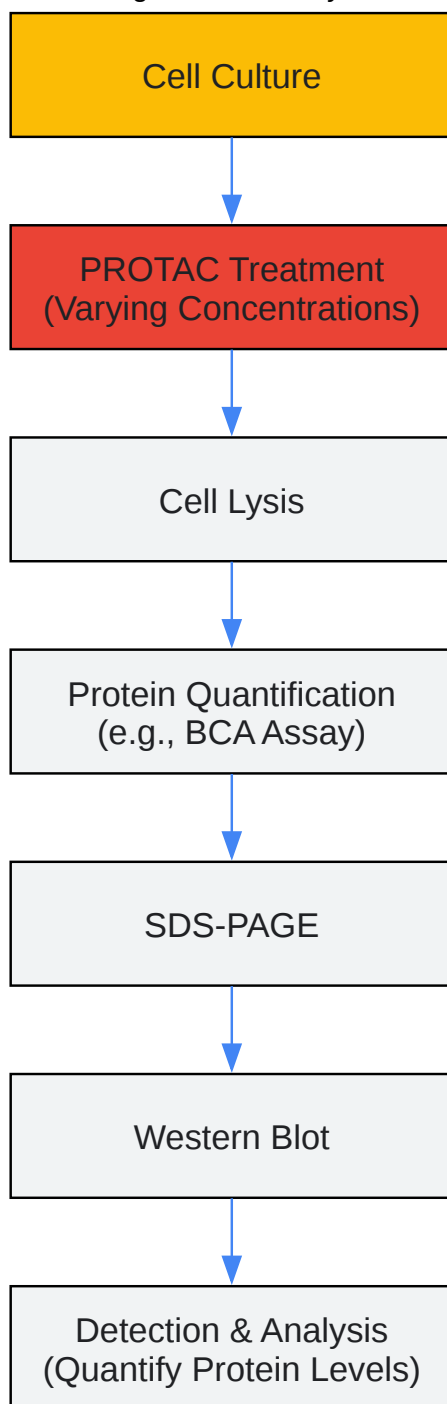 Cell Culture
PROTAC Treatment
(Varying Concentrations)
Cell Lysis
Protein Quantification
(e.g., BCA Assay)
SDS-PAGE
Western Blot
Detection & Analysis
(Quantify Protein Levels)